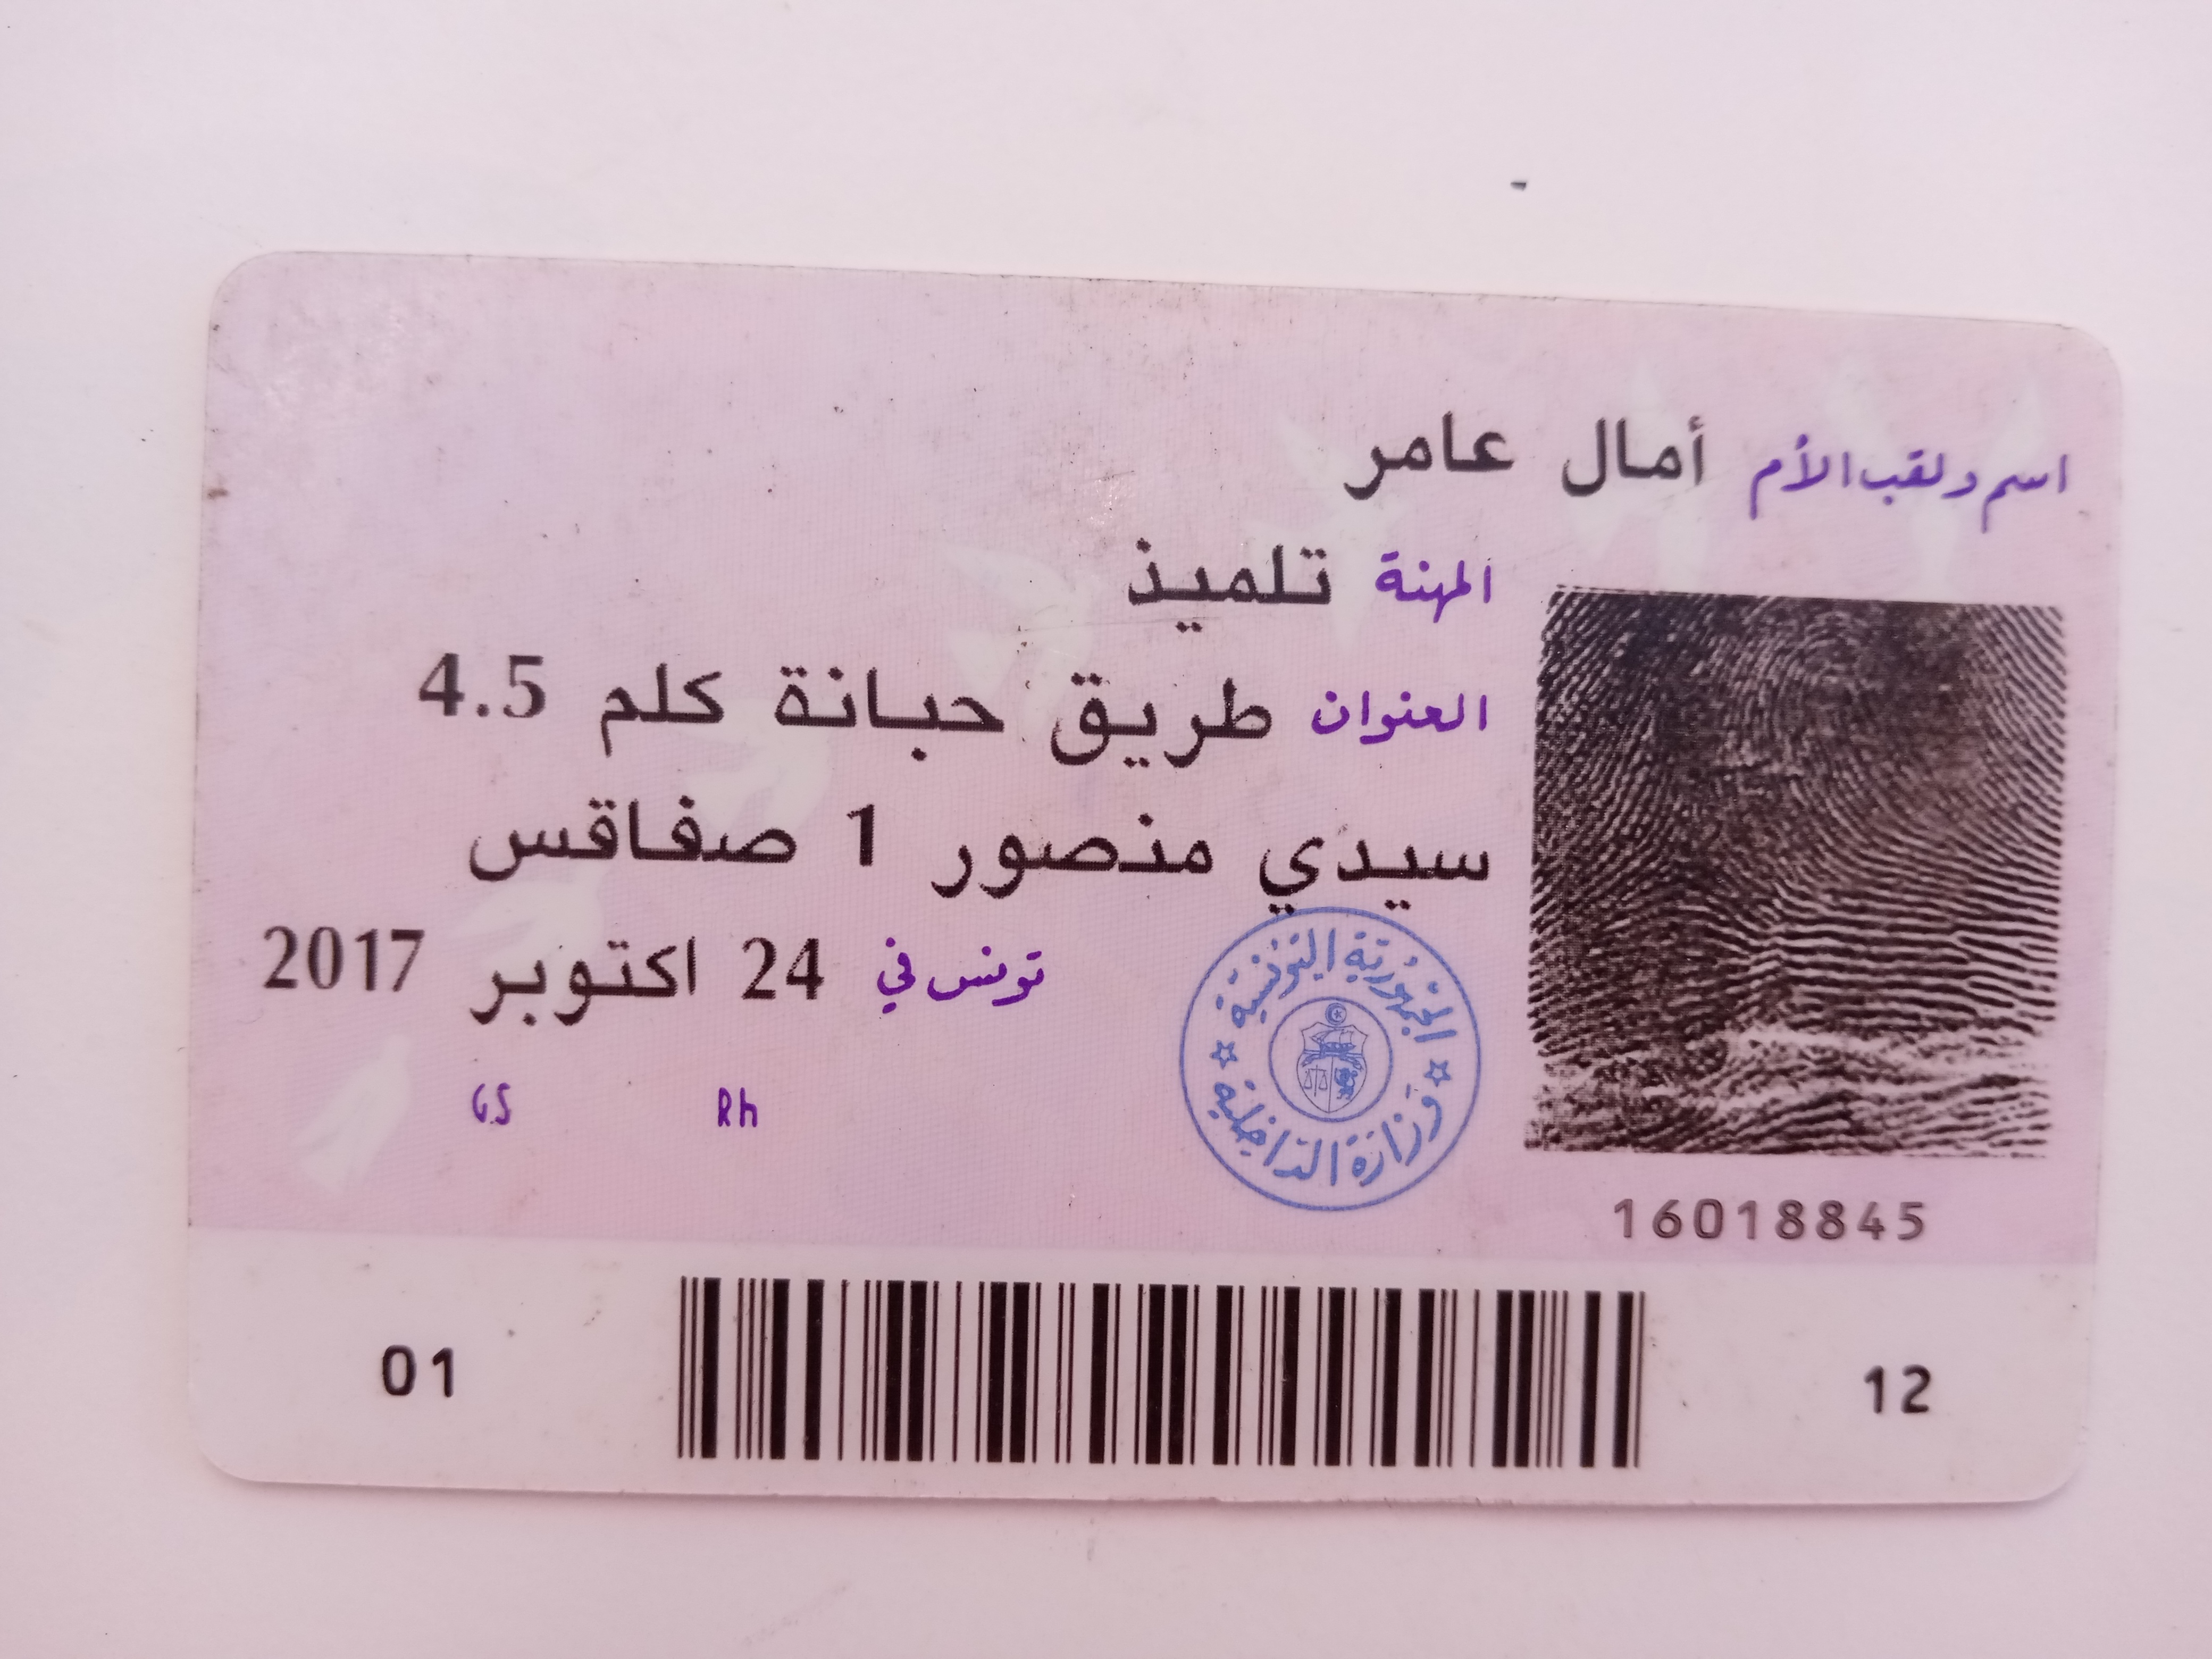 اسم ولقب الأم أمال عامر
المهنة تلميذ
العنوان طريق حبانة كلم 4.5
سيدي منصور 1 صفاقس
تونس في 24 اكتوبر 2017
الجمهورية التونسية
وزارة الداخلية
GS Rh
16018845
01 12